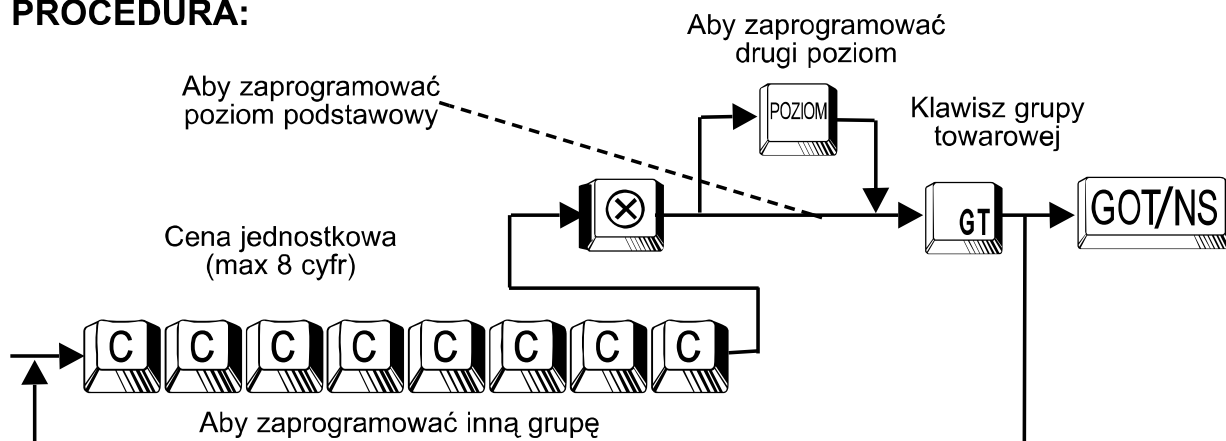 PROCEDURA:
Aby zaprogramować
drugi poziom
Aby zaprogramować
poziom podstawowy
POZIOM
Klawisz grupy
towarowej
GT
GOT/NS
Cena jednostkowa
(max 8 cyfr)
C C C C C C C C
Aby zaprogramować inną grupę